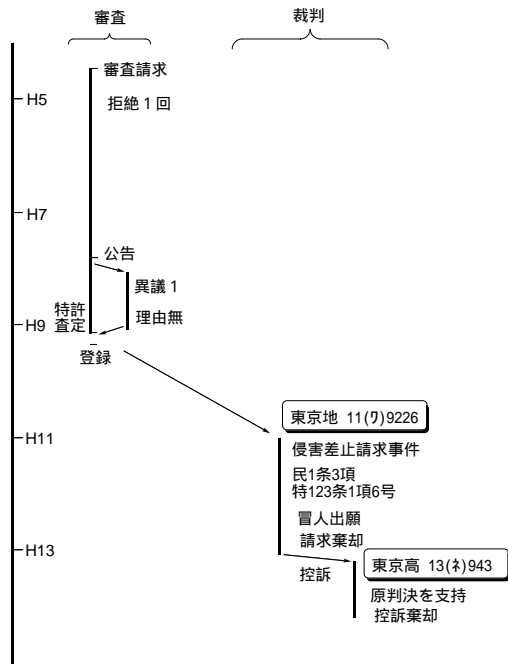 審査
裁判
審査請求
H5
拒絶１回
H7
公告
異議１
特許
査定
理由無
H9
登録
東京地 11(ﾜ)9226
H11
侵害差止請求事件
民1条3項
特123条1項6号
冒人出願
請求棄却
H13
控訴
東京高 13(ﾈ)943
原判決を支持
控訴棄却